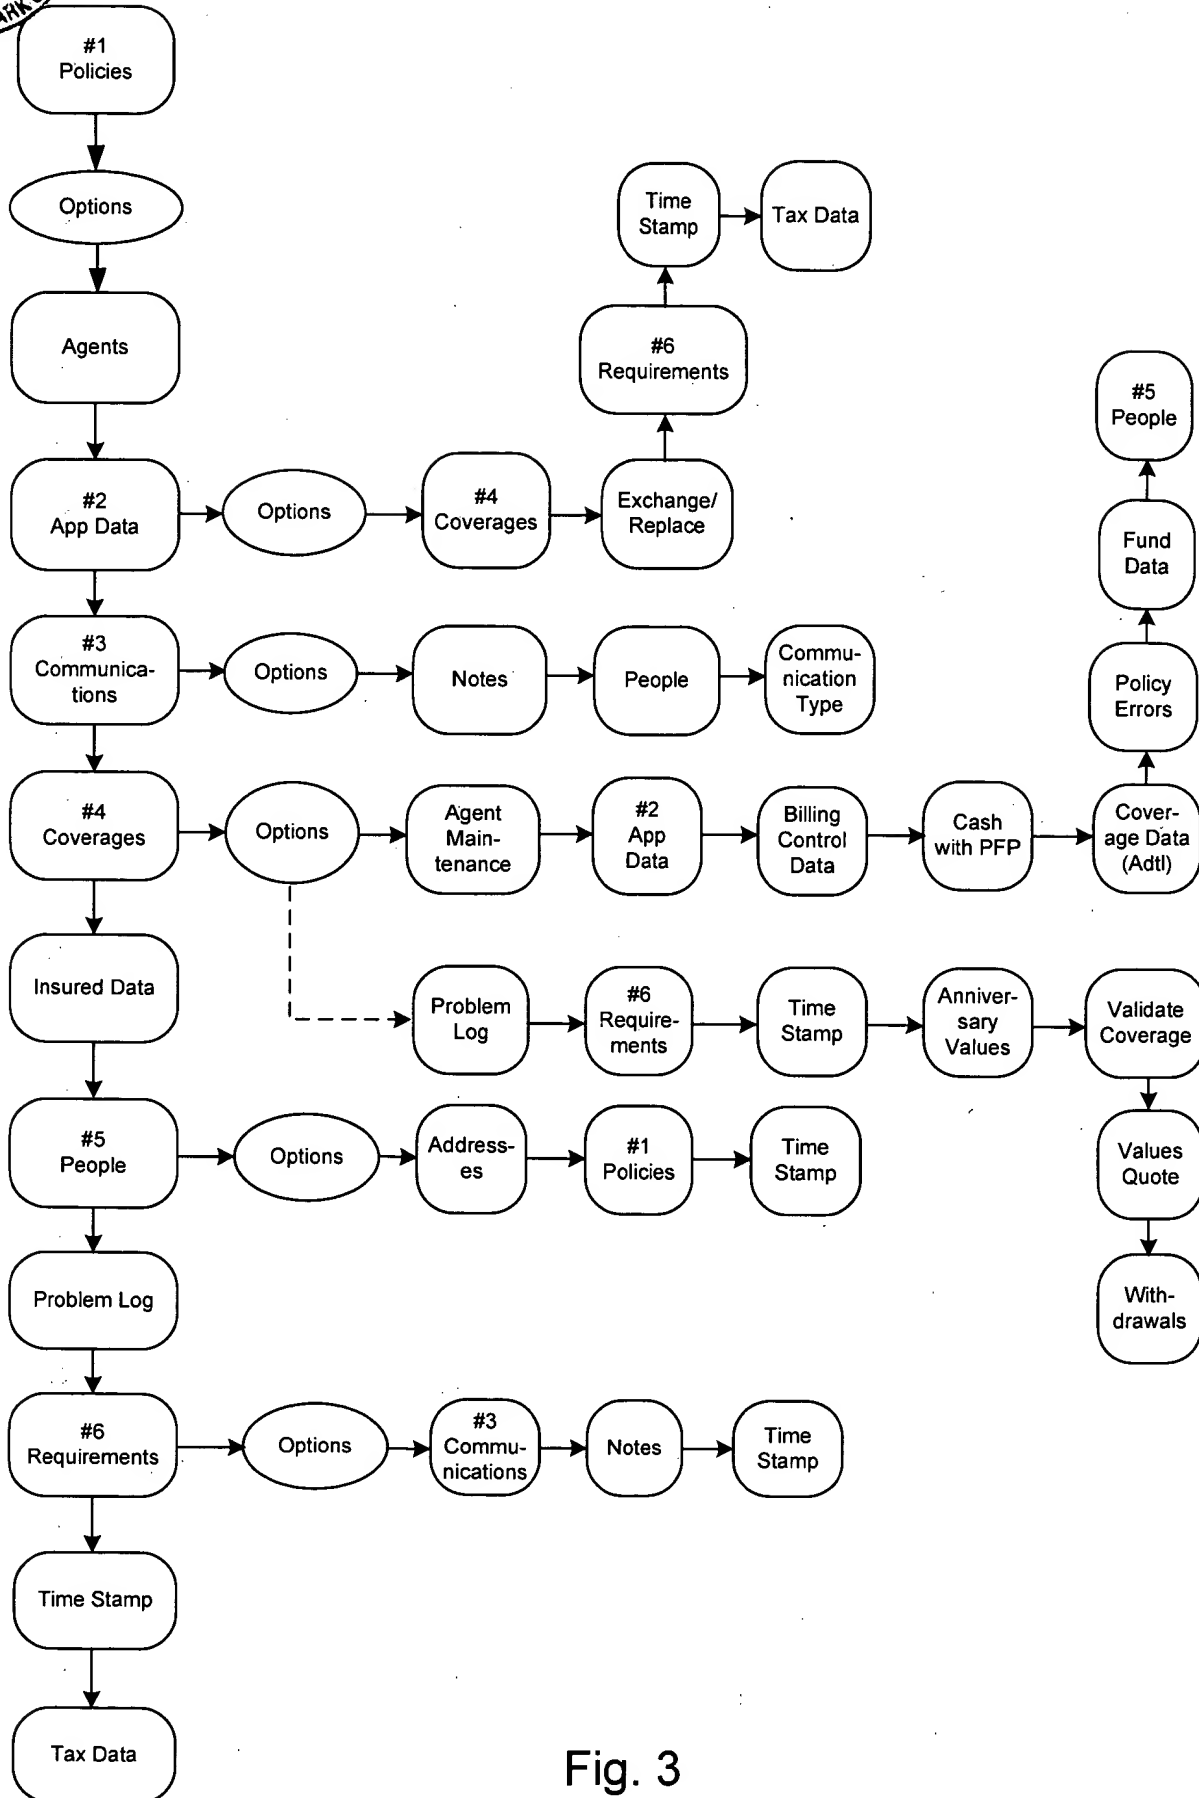 #1
Policies
Options
Agents
Time
Stamp
Tax Data
#6
Requirements
#5
People
#2
App Data
Options
#4
Coverages
Exchange/
Replace
Fund
Data
#3
Communica-
tions
Options
Notes
People
Commu-
nication
Type
Policy
Errors
#4
Coverages
Options
Agent
Main-
tenance
#2
App
Data
Billing
Control
Data
Cash
with PFP
Cover-
age Data
(Adtl)
Insured Data
Problem
Log
#6
Require-
ments
Time
Stamp
Anniver-
sary
Values
Validate
Coverage
#5
People
Options
Address-
es
#1
Policies
Time
Stamp
Values
Quote
Problem Log
With-
drawals
#6
Requirements
Options
#3
Commu-
nications
Notes
Time
Stamp
Time Stamp
Tax Data
Fig. 3